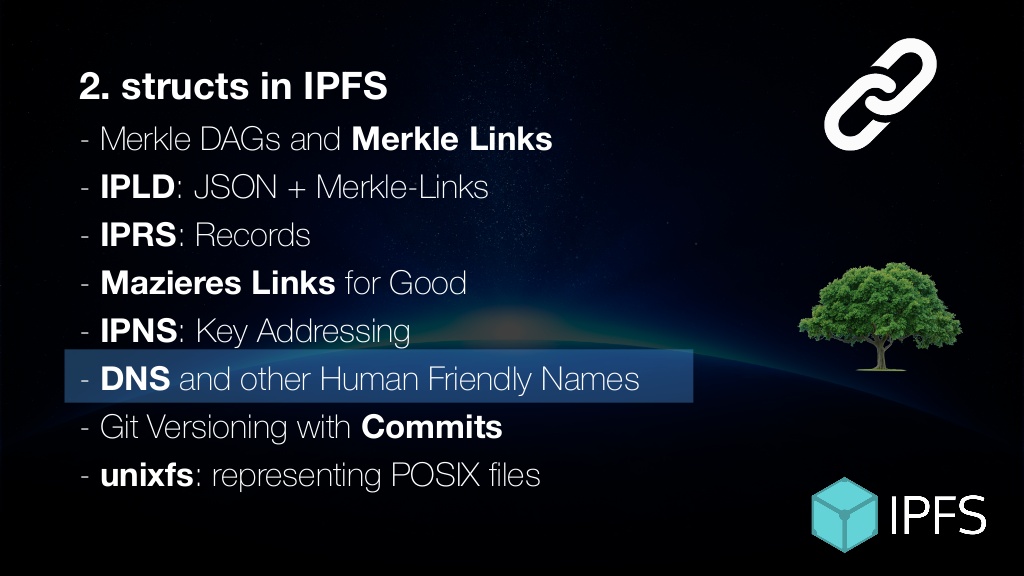 2. structs in IPFS
- Merkle DAGs and Merkle Links
- IPLD: JSON + Merkle-Links
- IPRS: Records
- Mazieres Links for Good
- IPNS: Key Addressing
- DNS and other Human Friendly Names
- Git Versioning with Commits
- unixfs: representing POSIX files
IPFS